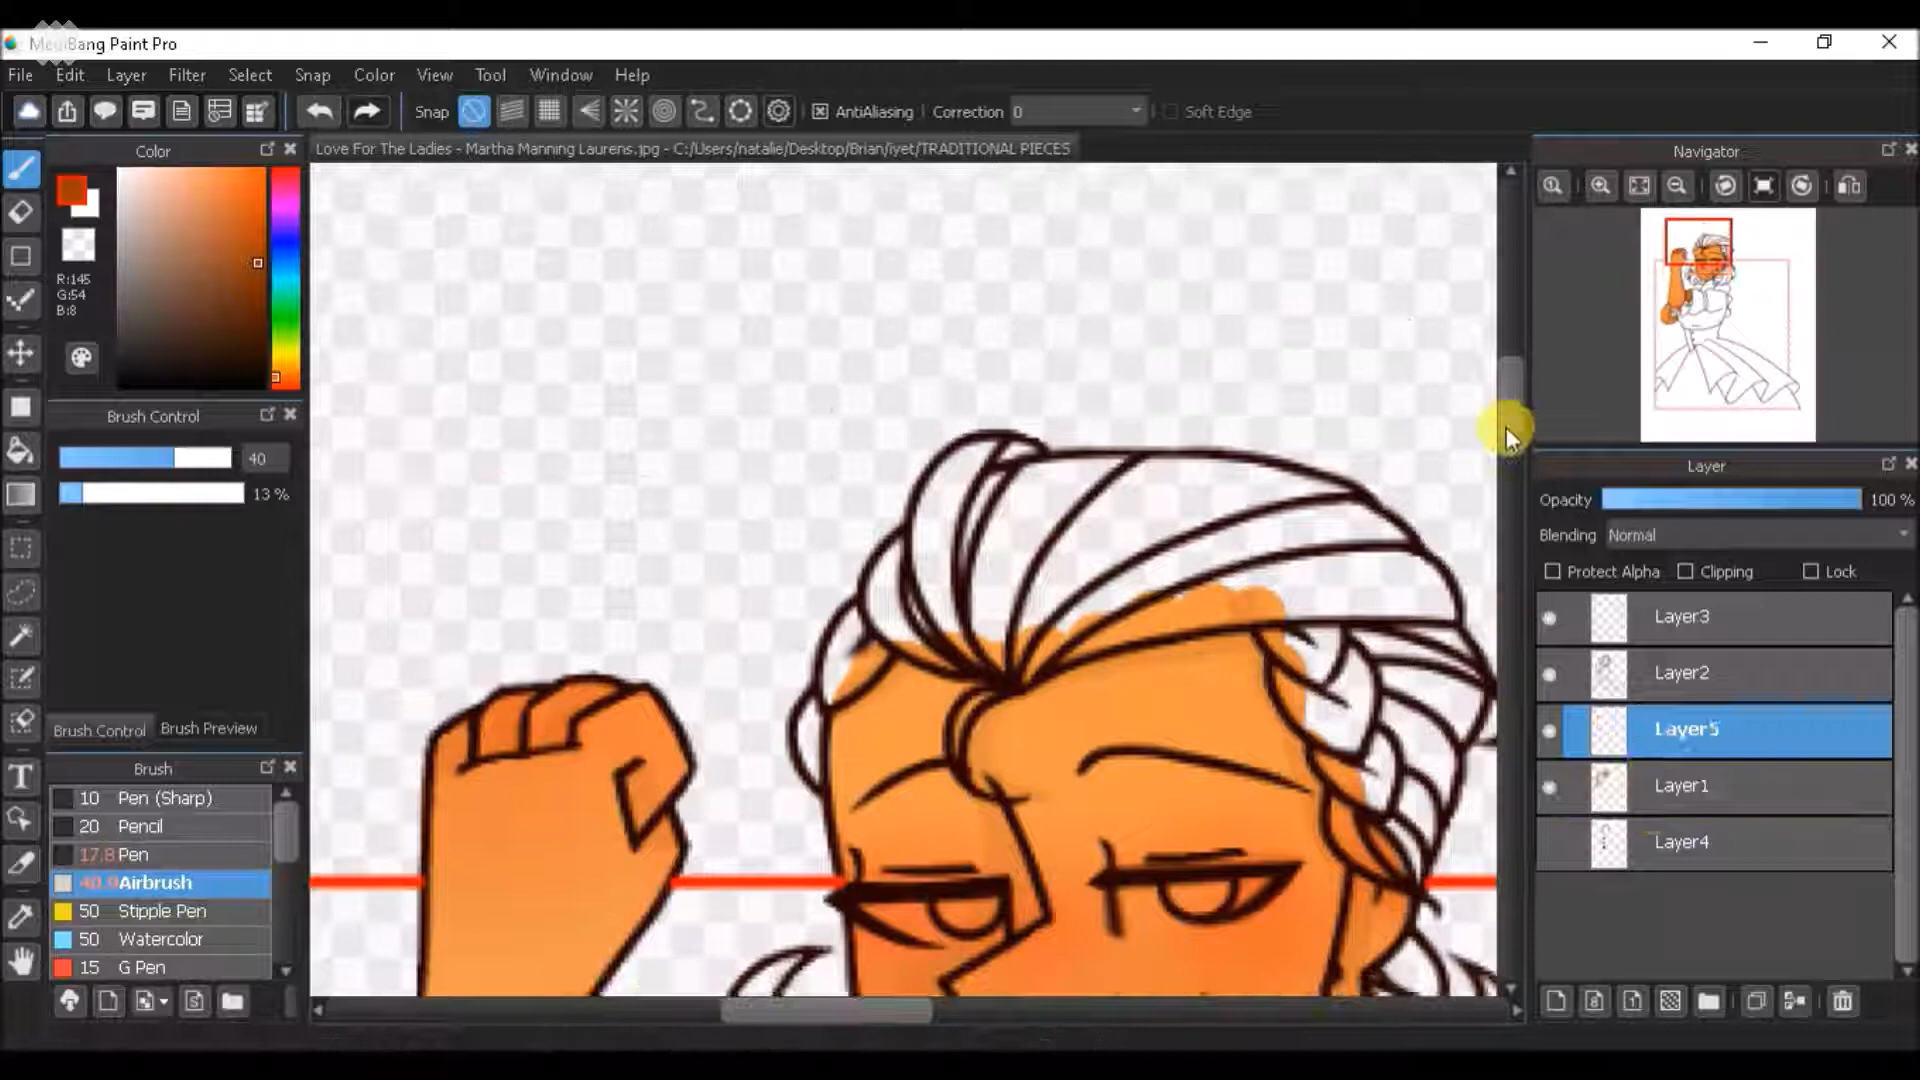 MediBang Paint Pro
File Edit Layer Filter Select Snap Color View Tool Window Help
Snap AntiAliasing Correction 0 Soft Edge
Color
Love For The Ladies - Martha Manning Laurens.jpg - C:/Users/natalie/Desktop/Brian/iyet/TRADITIONAL PIECES
Navigator
R:145
G:54
B:8
Brush Control
40
13 %
Brush Control Brush Preview
Brush
10 Pen (Sharp)
20 Pencil
17.8 Pen
40.0 Airbrush
50 Stipple Pen
50 Watercolor
15 G Pen
Layer
Opacity 100 %
Blending Normal
Protect Alpha Clipping Lock
Layer3
Layer2
Layer5
Layer1
Layer4